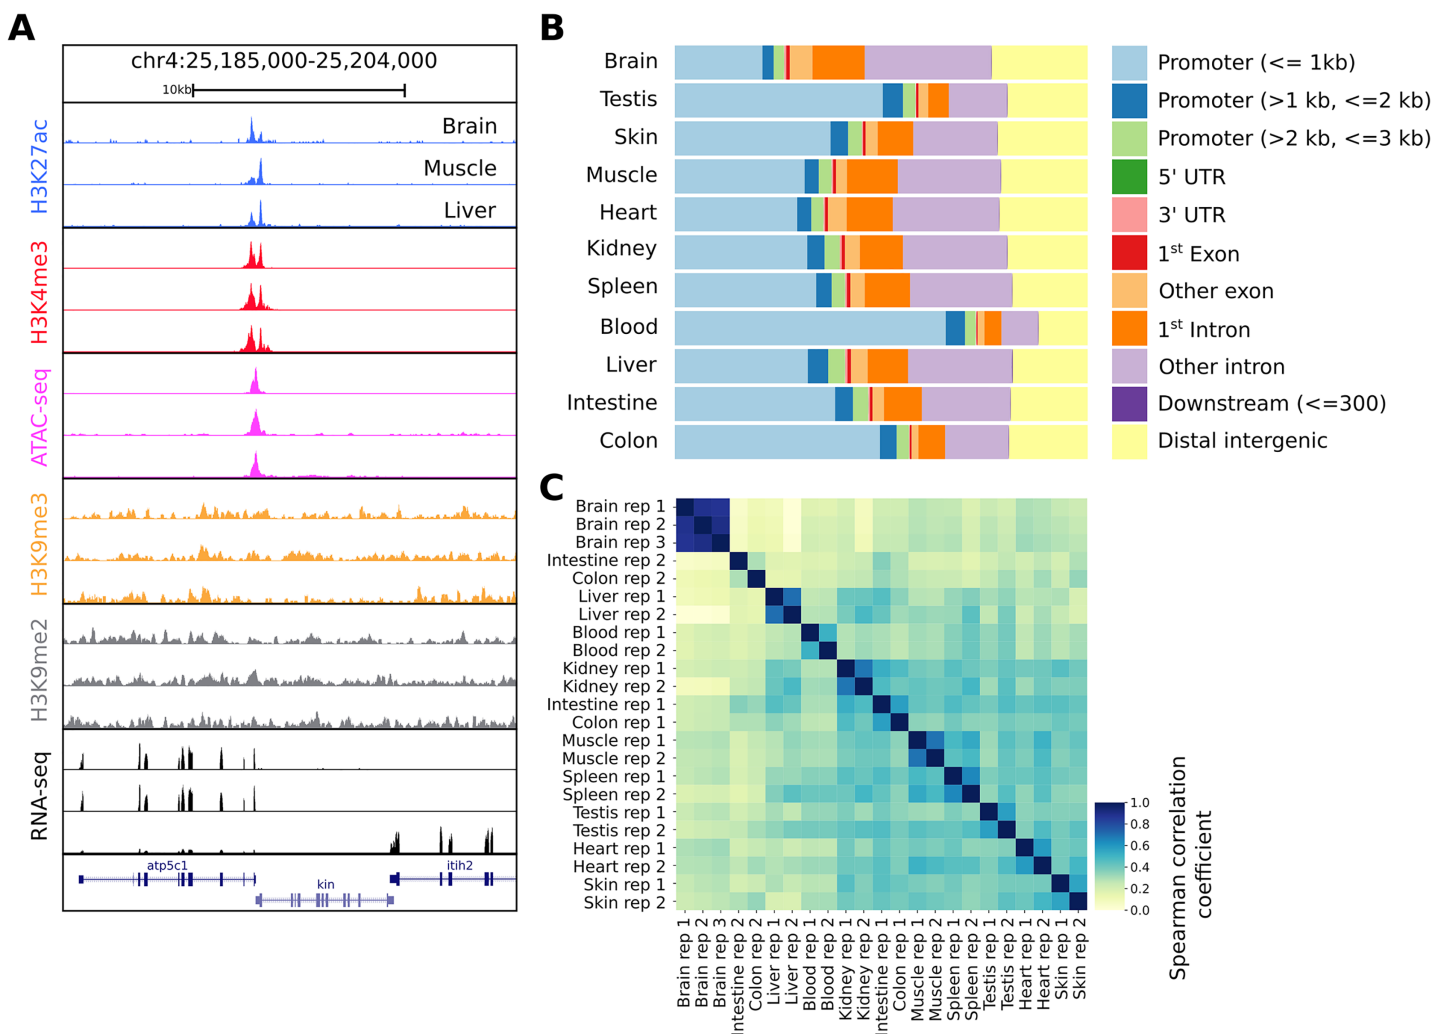 A
chr4:25,185,000-25,204,000
10kb
H3K27ac
Brain
Muscle
Liver
H3K4me3
ATAC-seq
H3K9me3
H3K9me2
RNA-seq
atp5c1
kin
itih2
B
Brain
Testis
Skin
Muscle
Heart
Kidney
Spleen
Blood
Liver
Intestine
Colon
Promoter (<= 1kb)
Promoter (>1 kb, <=2 kb)
Promoter (>2 kb, <=3 kb)
5' UTR
3' UTR
1st Exon
Other exon
1st Intron
Other intron
Downstream (<=300)
Distal intergenic
C
Brain rep 1
Brain rep 2
Brain rep 3
Intestine rep 2
Colon rep 2
Liver rep 1
Liver rep 2
Blood rep 1
Blood rep 2
Kidney rep 1
Kidney rep 2
Intestine rep 1
Colon rep 1
Muscle rep 1
Muscle rep 2
Spleen rep 1
Spleen rep 2
Testis rep 1
Testis rep 2
Heart rep 1
Heart rep 2
Skin rep 1
Skin rep 2
Brain rep 1
Brain rep 2
Brain rep 3
Intestine rep 2
Colon rep 2
Liver rep 1
Liver rep 2
Blood rep 1
Blood rep 2
Kidney rep 1
Kidney rep 2
Intestine rep 1
Colon rep 1
Muscle rep 1
Muscle rep 2
Spleen rep 1
Spleen rep 2
Testis rep 1
Testis rep 2
Heart rep 1
Heart rep 2
Skin rep 1
Skin rep 2
1.0
0.8
0.6
0.4
0.2
0.0
Spearman correlation
coefficient